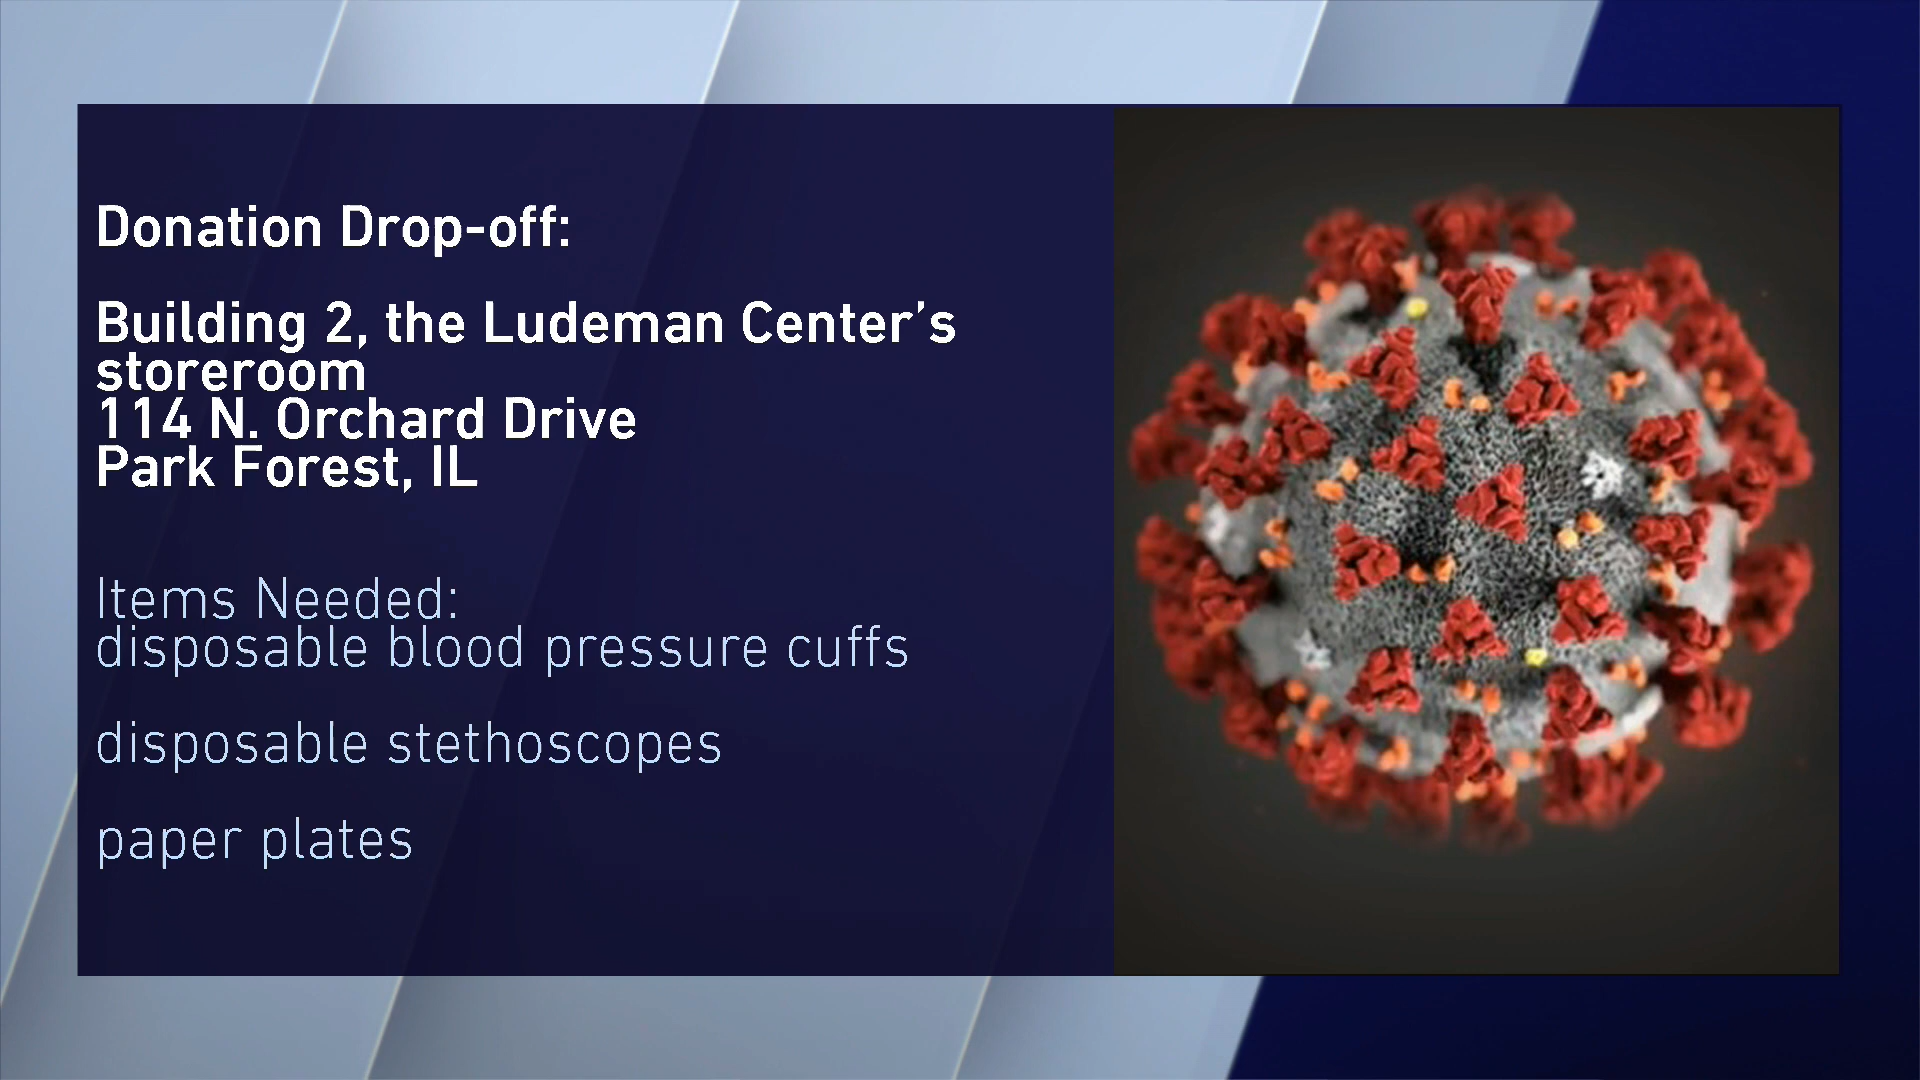 Donation Drop-off:
Building 2, the Ludeman Center’s
storeroom
114 N. Orchard Drive
Park Forest, IL
Items Needed:
disposable blood pressure cuffs
disposable stethoscopes
paper plates